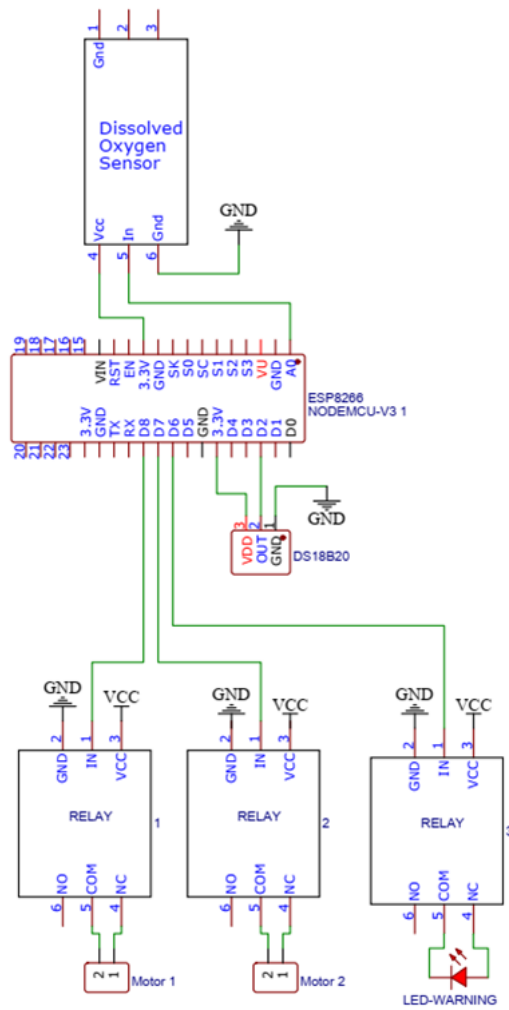 1 2 3
Gnd
Dissolved
Oxygen
Sensor
Vcc In Gnd
4 5 6
GND
19 18 17 16 15
VIN RST EN 3.3V GND SK S0 SC S1 S2 S3 VU GND A0
ESP8266
NODEMCU-V3 1
3.3V GND TX RX D8 D7 D6 D5 GND 3.3V D4 D3 D2 D1 D0
20 21 22 23
3 2 1
VDD OUT GND
GND
DS18B20
GND VCC
2 1 3
GND IN VCC
RELAY
1
NO COM NC
6 5 4
2 1
Motor 1
GND VCC
2 1 3
GND IN VCC
RELAY
2
NO COM NC
6 5 4
2 1
Motor 2
GND VCC
2 1 3
GND IN VCC
RELAY
3
NO COM NC
6 5 4
LED-WARNING